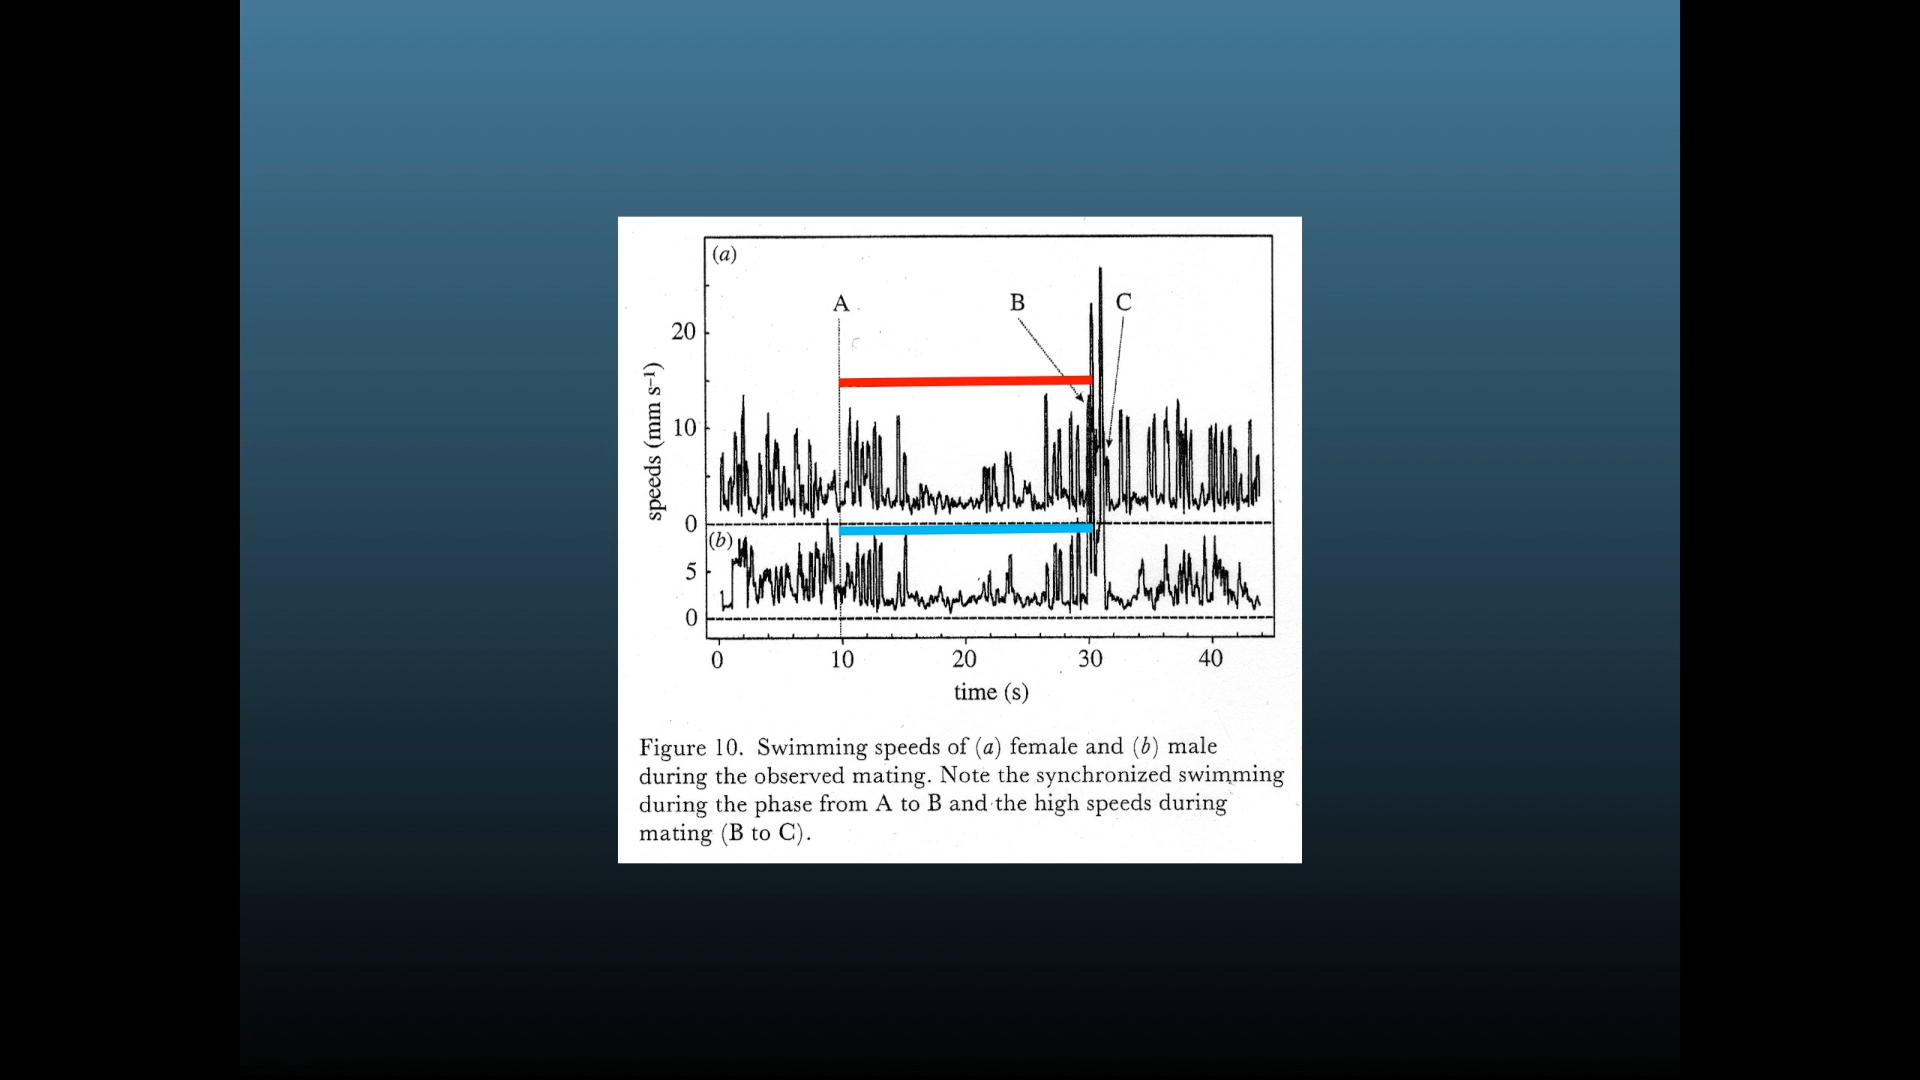 (a)
A
B
C
20
10
0
speeds (mm s⁻¹)
(b)
5
0
0
10
20
30
40
time (s)
Figure 10. Swimming speeds of (a) female and (b) male
during the observed mating. Note the synchronized swimming
during the phase from A to B and the high speeds during
mating (B to C).